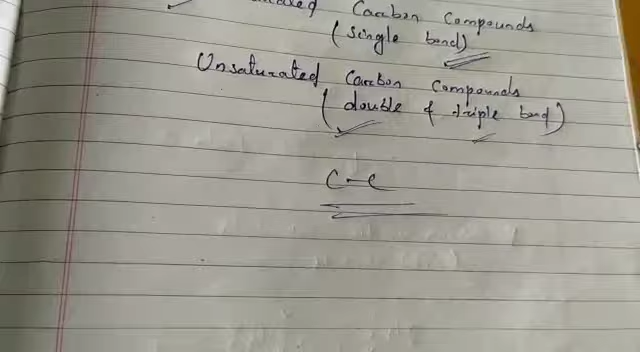 Carbon Compounds
(single bond)
Unsaturated Carbon Compounds
(double & triple bond)
C-C